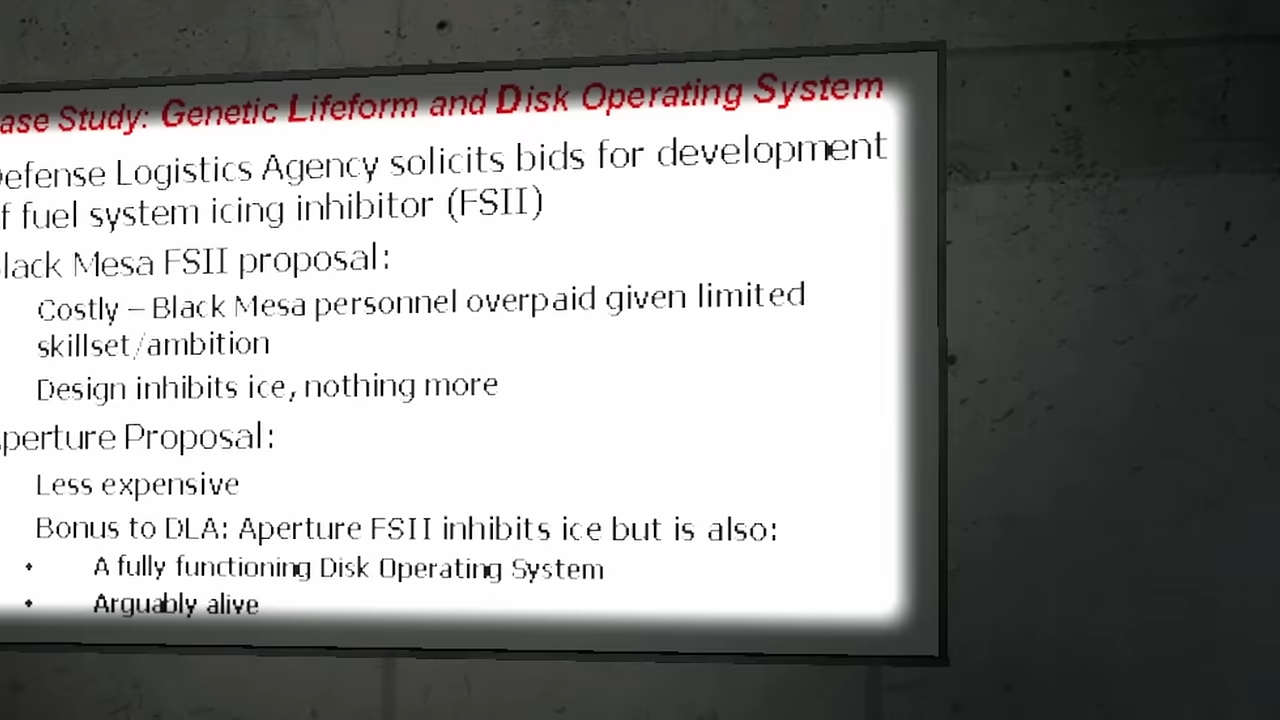 ase Study: Genetic Lifeform and Disk Operating System
efense Logistics Agency solicits bids for development
f fuel system icing inhibitor (FSII)
lack Mesa FSII proposal:
Costly – Black Mesa personnel overpaid given limited
skillset/ambition
Design inhibits ice, nothing more
perture Proposal:
Less expensive
Bonus to DLA: Aperture FSII inhibits ice but is also:
• A fully functioning Disk Operating System
• Arguably alive